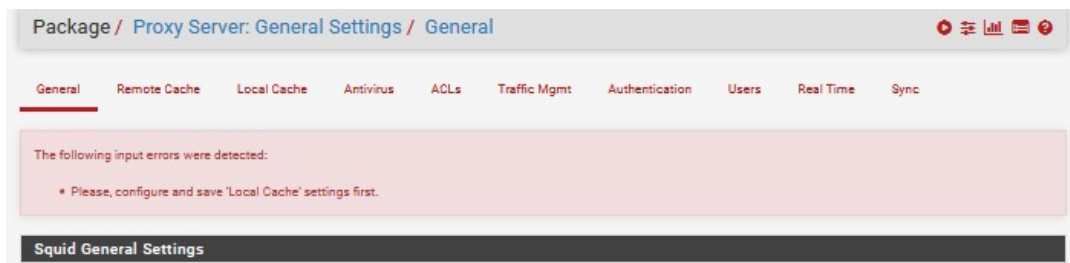 Package / Proxy Server: General Settings / General
General Remote Cache Local Cache Antivirus ACLs Traffic Mgmt Authentication Users Real Time Sync
The following input errors were detected:
• Please, configure and save 'Local Cache' settings first.
Squid General Settings